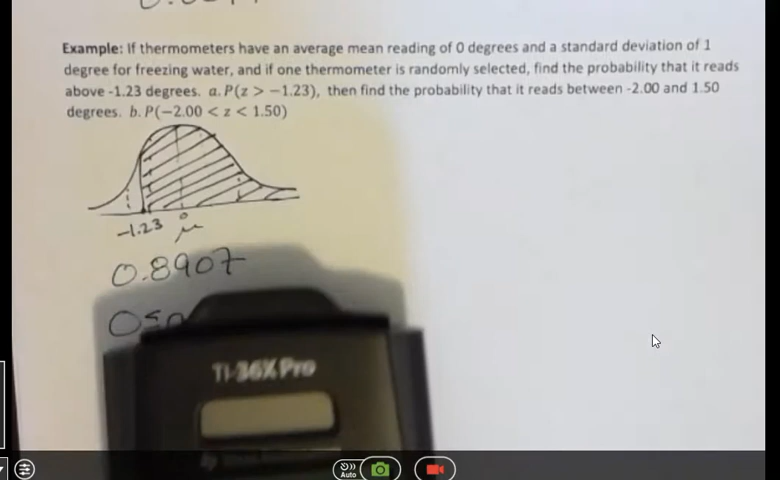 Example: If thermometers have an average mean reading of 0 degrees and a standard deviation of 1
degree for freezing water, and if one thermometer is randomly selected, find the probability that it reads
above -1.23 degrees. a. P(z > −1.23), then find the probability that it reads between -2.00 and 1.50
degrees. b. P(−2.00 < z < 1.50)
-1.23 0
μ
0.8907
TI-36X Pro
Auto